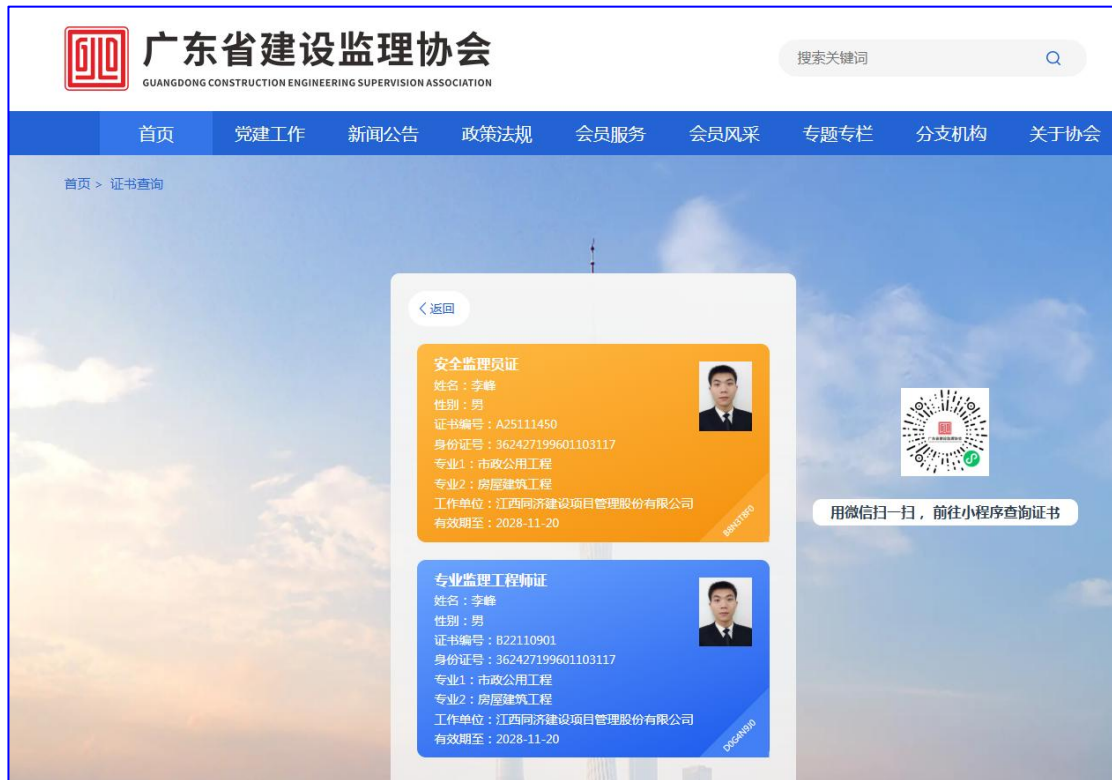 广东省建设监理协会
GUANGDONG CONSTRUCTION ENGINEERING SUPERVISION ASSOCIATION
搜索关键词
首页 党建工作 新闻公告 政策法规 会员服务 会员风采 专题专栏 分支机构 关于协会
首页 > 证书查询
返回
安全监理员证
姓名：李峰
性别：男
证书编号：A25111450
身份证号：362427199601103117
专业1：市政公用工程
专业2：房屋建筑工程
工作单位：江西同济建设项目管理股份有限公司
有效期至：2028-11-20
用微信扫一扫，前往小程序查询证书
专业监理工程师证
姓名：李峰
性别：男
证书编号：B22110901
身份证号：362427199601103117
专业1：市政公用工程
专业2：房屋建筑工程
工作单位：江西同济建设项目管理股份有限公司
有效期至：2028-11-20